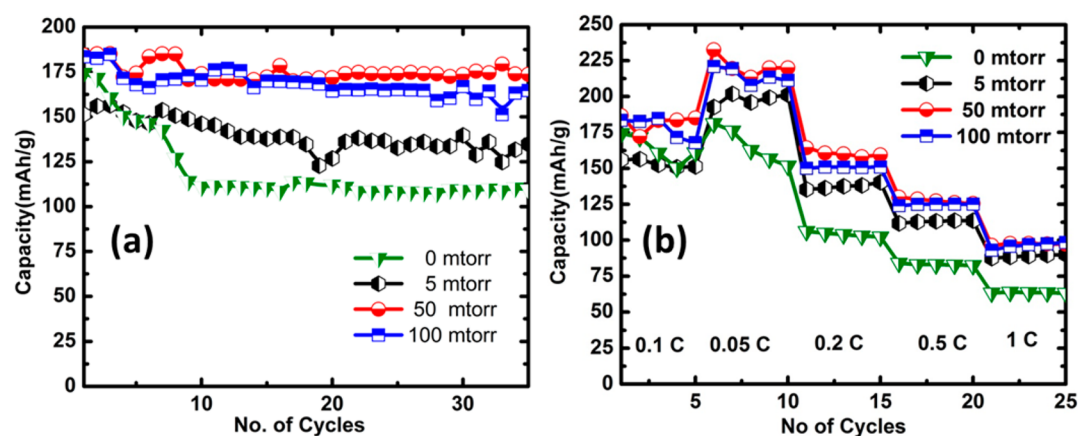 200
175
150
125
100
75
50
25
0
Capacity(mAh/g)
10
20
30
No. of Cycles
(a)
0 mtorr
5 mtorr
50 mtorr
100 mtorr
250
225
200
175
150
125
100
75
50
25
0
Capacity(mAh/g)
5
10
15
20
25
No of Cycles
(b)
0 mtorr
5 mtorr
50 mtorr
100 mtorr
0.1 C
0.05 C
0.2 C
0.5 C
1 C